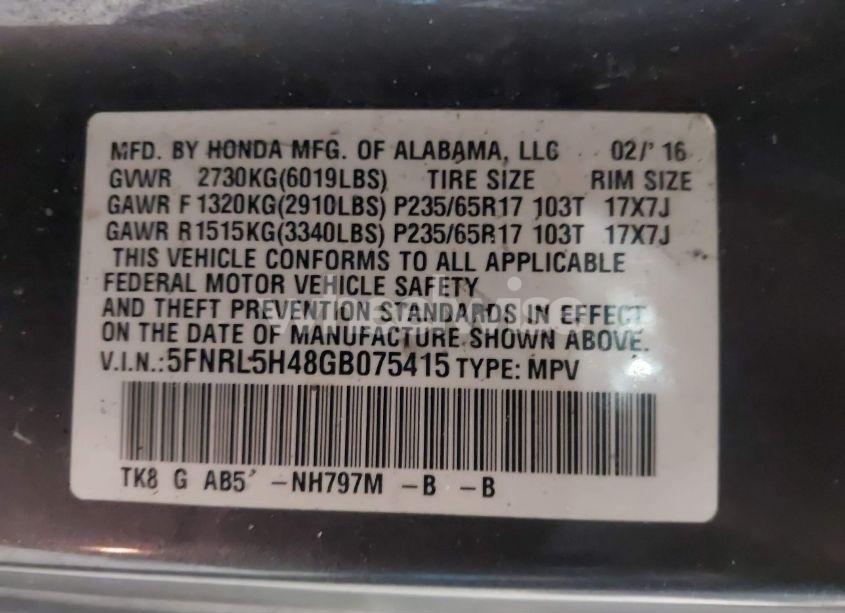 MFD. BY HONDA MFG. OF ALABAMA, LLC 02/' 16
GVWR 2730KG(6019LBS) TIRE SIZE RIM SIZE
GAWR F 1320KG(2910LBS) P235/65R17 103T 17X7J
GAWR R1515KG(3340LBS) P235/65R17 103T 17X7J
THIS VEHICLE CONFORMS TO ALL APPLICABLE
FEDERAL MOTOR VEHICLE SAFETY
AND THEFT PREVENTION STANDARDS IN EFFECT
ON THE DATE OF MANUFACTURE SHOWN ABOVE.
V.I.N.:5FNRL5H48GB075415 TYPE: MPV
TK8 G AB5' -NH797M -B -B